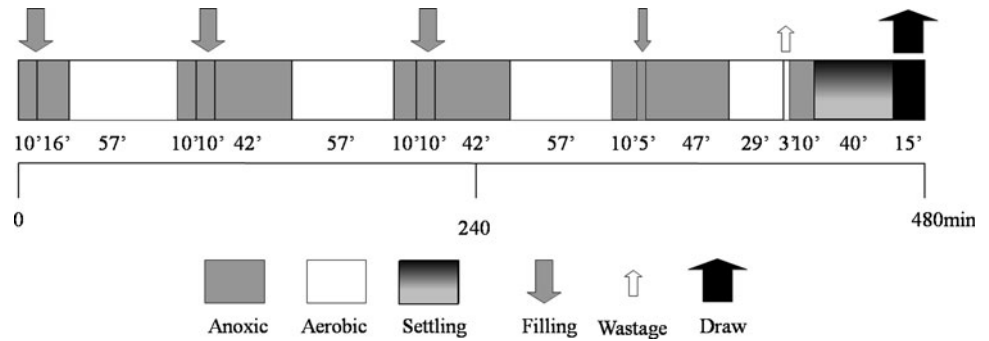 10’16’ 57’ 10’10’ 42’ 57’ 10’10’ 42’ 57’ 10’5’ 47’ 29’ 3’10’ 40’ 15’
0 240 480min
Anoxic Aerobic Settling Filling Wastage Draw